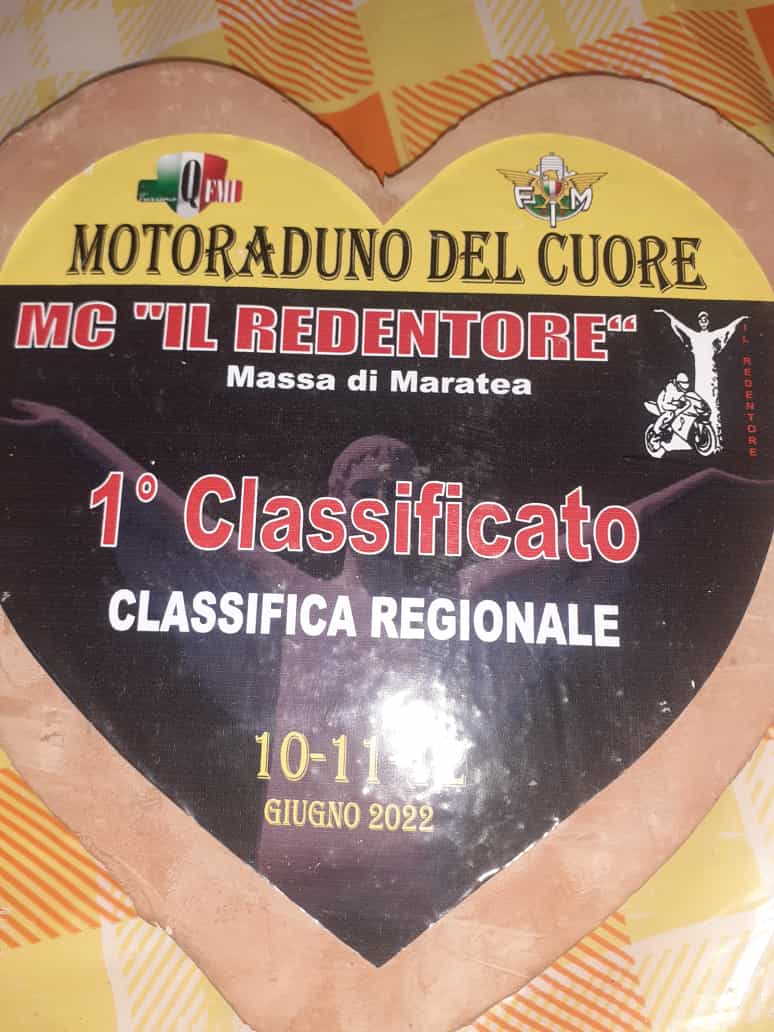 Q FMI
F I M
MOTORADUNO DEL CUORE
MC "IL REDENTORE“
Massa di Maratea
IL REDENTORE
1° Classificato
CLASSIFICA REGIONALE
10-11
GIUGNO 2022